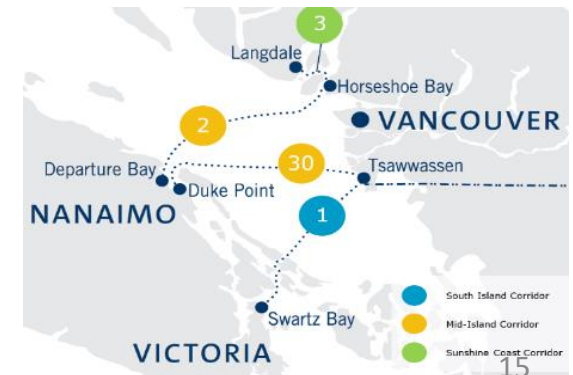 3
Langdale
Horseshoe Bay
2
VANCOUVER
Departure Bay
30
Tsawwassen
Duke Point
NANAIMO
1
South Island Corridor
Swartz Bay
Mid-Island Corridor
VICTORIA
Sunshine Coast Corridor
15